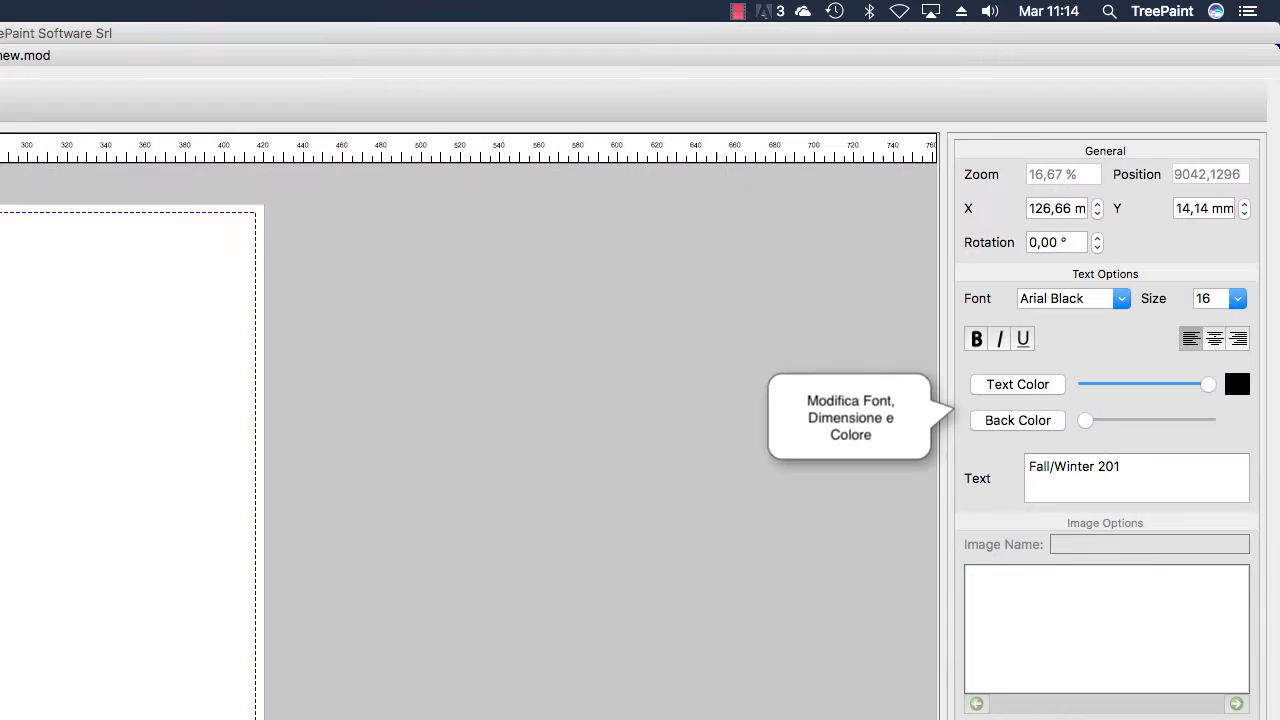 3 Mar 11:14 TreePaint
ePaint Software Srl
new.mod
300 320 340 360 380 400 420 440 460 480 500 520 540 560 580 600 620 640 660 680 700 720 740 760
General
Zoom 16,67 % Position 9042,1296
X 126,66 m Y 14,14 mm
Rotation 0,00 °
Text Options
Font Arial Black Size 16
B I U
Text Color
Modifica Font,
Dimensione e
Colore
Back Color
Text Fall/Winter 201
Image Options
Image Name: